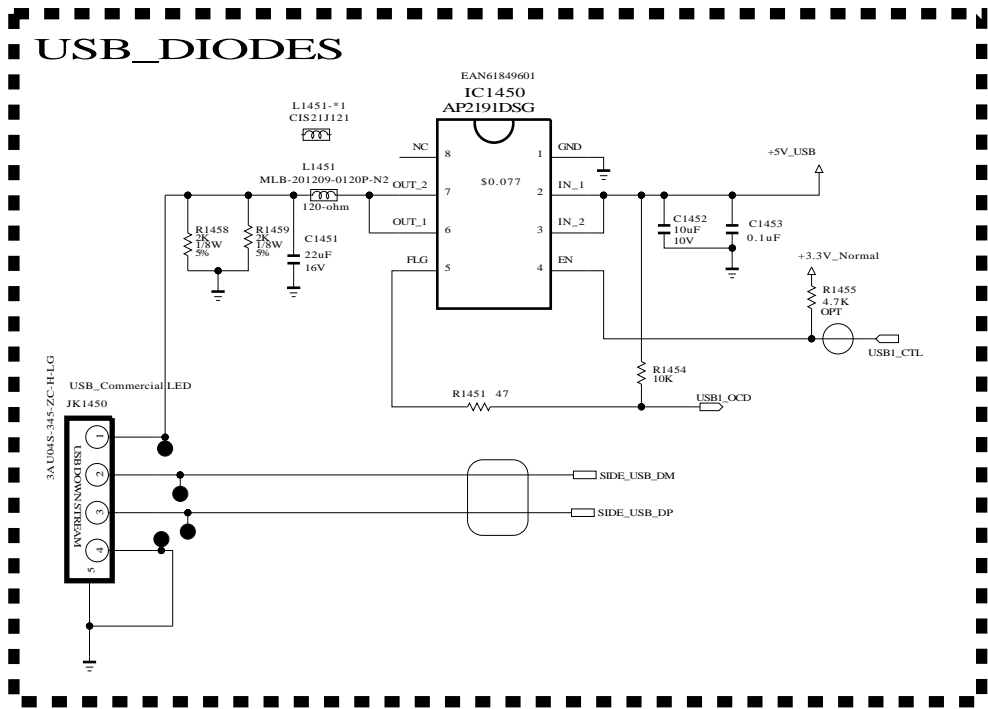 USB_DIODES
EAN61849601
IC1450
AP2191DSG
L1451-*1
CIS21J121
NC
8
1
GND
+5V_USB
L1451
MLB-201209-0120P-N2
120-ohm
OUT_2
7
$0.077
2
IN_1
OUT_1
6
3
IN_2
FLG
5
4
EN
R1458
2K
1/8W
5%
R1459
2K
1/8W
5%
C1451
22uF
16V
C1452
10uF
10V
C1453
0.1uF
+3.3V_Normal
R1455
4.7K
OPT
USB1_CTL
R1454
10K
R1451 47
USB1_OCD
3AU04S-345-ZC-H-LG
USB_Commercial LED
JK1450
USB DOWN STREAM
1
2
3
4
5
SIDE_USB_DM
SIDE_USB_DP